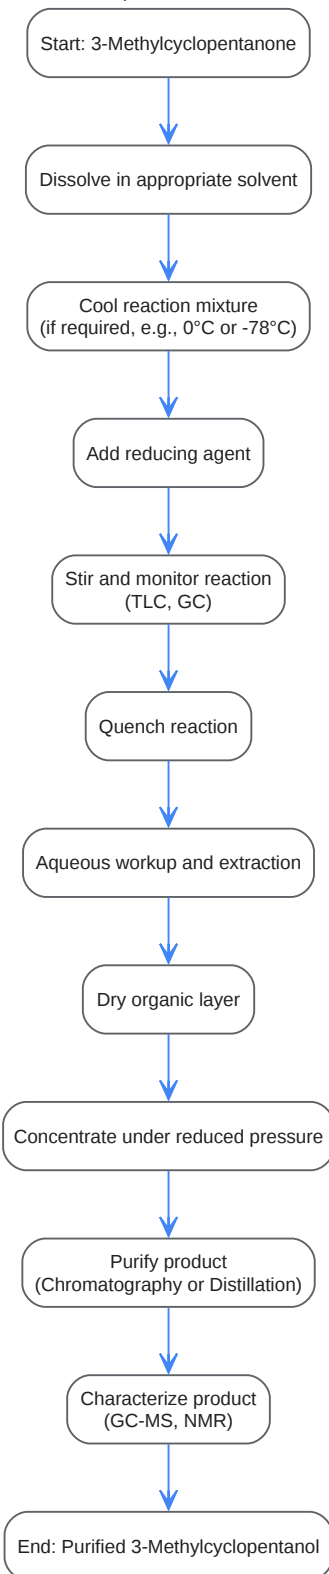 Start: 3-Methylcyclopentanone
Dissolve in appropriate solvent
Cool reaction mixture
(if required, e.g., 0°C or -78°C)
Add reducing agent
Stir and monitor reaction
(TLC, GC)
Quench reaction
Aqueous workup and extraction
Dry organic layer
Concentrate under reduced pressure
Purify product
(Chromatography or Distillation)
Characterize product
(GC-MS, NMR)
End: Purified 3-Methylcyclopentanol